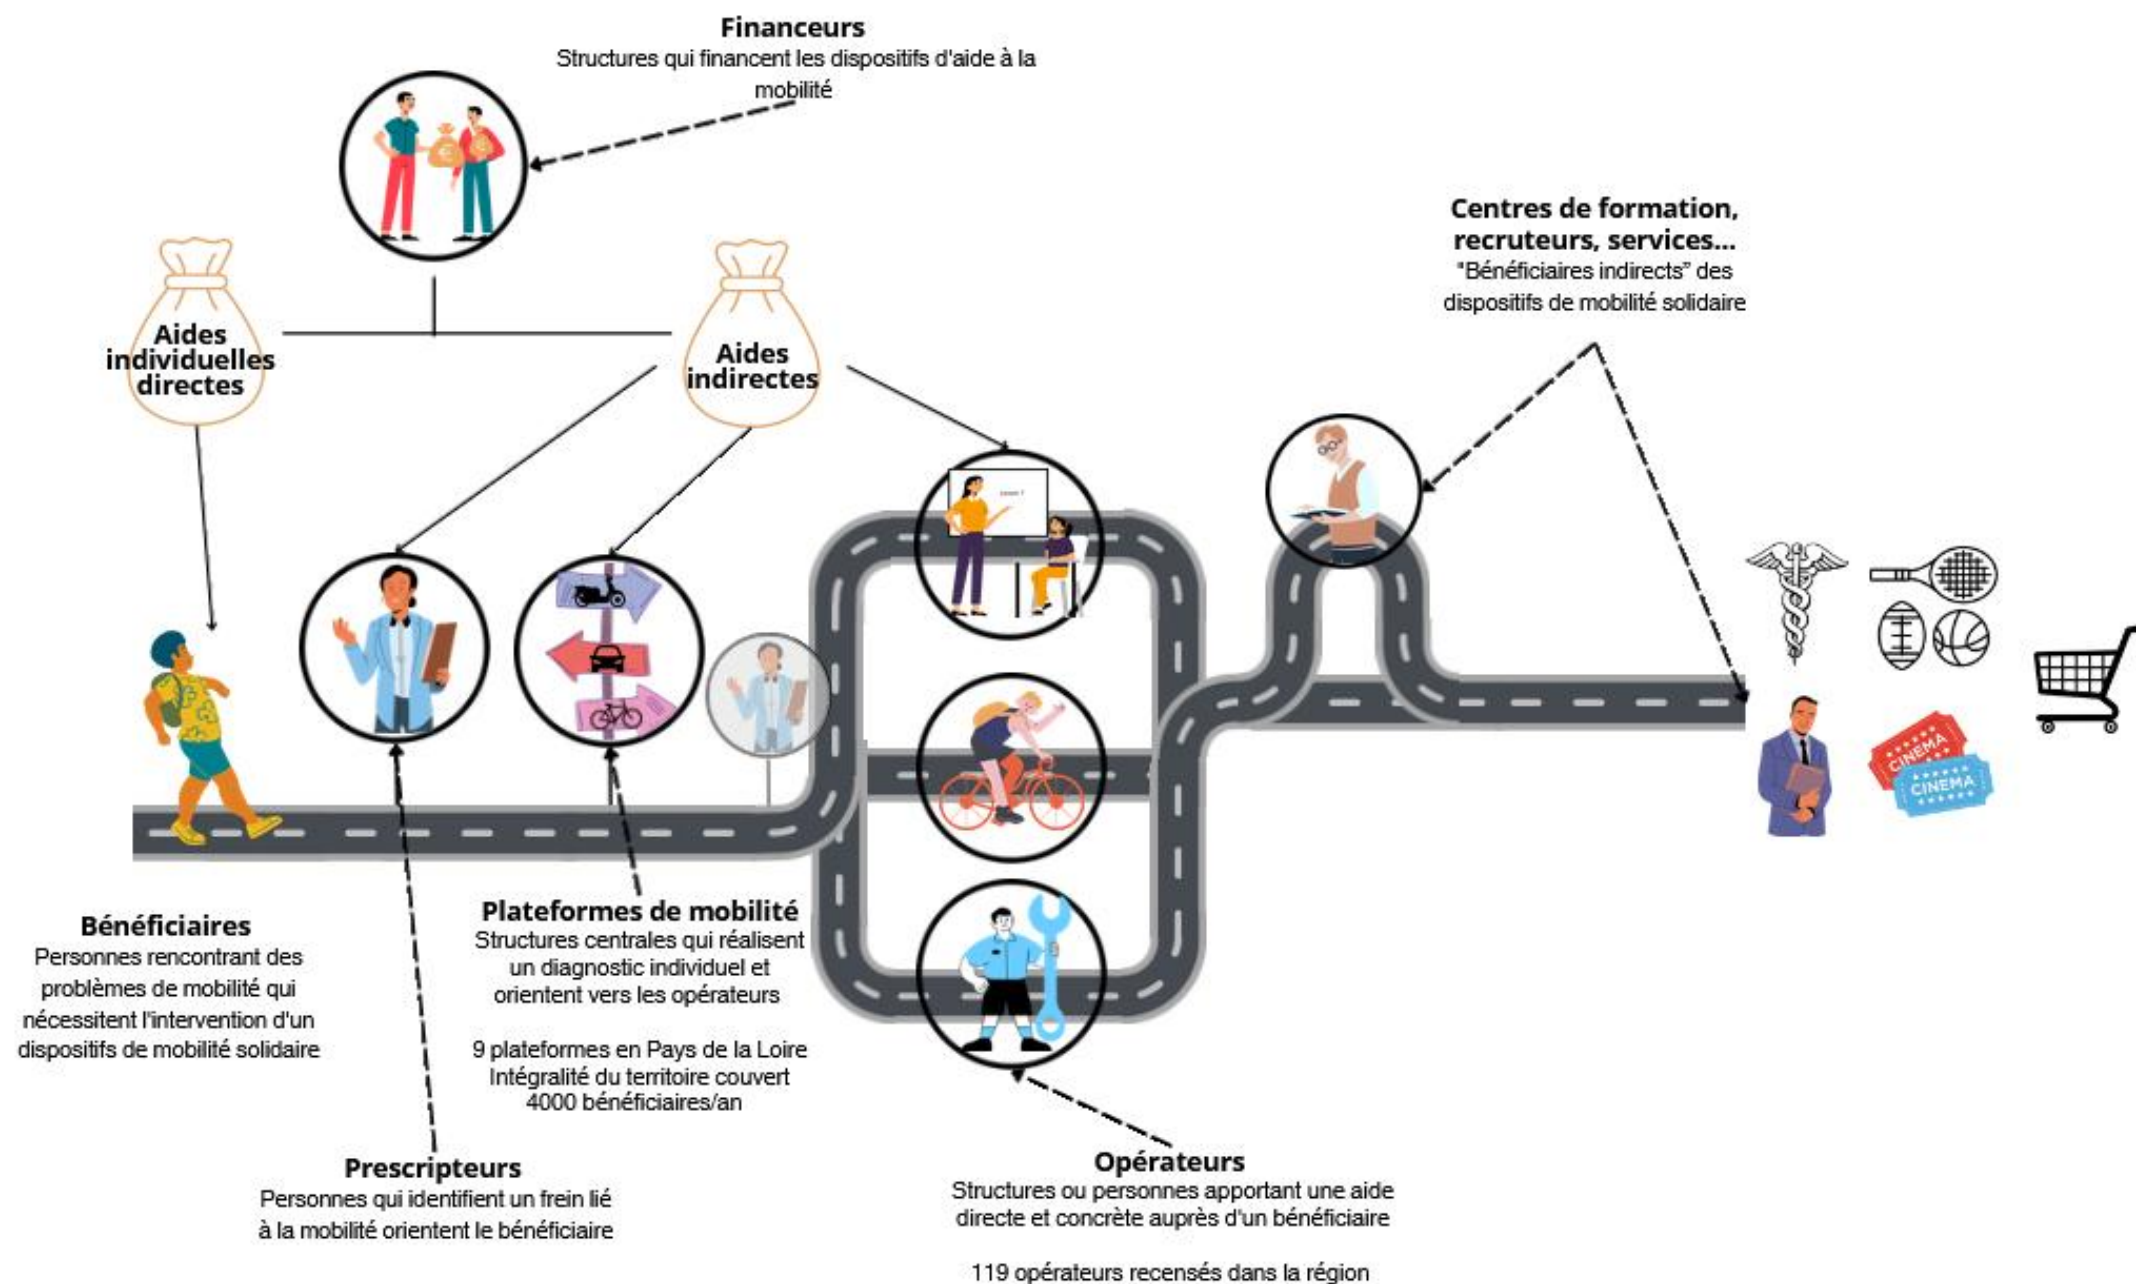 Financeurs
Structures qui financent les dispositifs d'aide à la
mobilité
Centres de formation,
recruteurs, services...
"Bénéficiaires indirects” des
dispositifs de mobilité solidaire
Aides
individuelles
directes
Aides
indirectes
CINEMA
CINEMA
Bénéficiaires
Personnes rencontrant des
problèmes de mobilité qui
nécessitent l'intervention d'un
dispositifs de mobilité solidaire
Plateformes de mobilité
Structures centrales qui réalisent
un diagnostic individuel et
orientent vers les opérateurs
9 plateformes en Pays de la Loire
Intégralité du territoire couvert
4000 bénéficiaires/an
Prescripteurs
Personnes qui identifient un frein lié
à la mobilité orientent le bénéficiaire
Opérateurs
Structures ou personnes apportant une aide
directe et concrète auprès d'un bénéficiaire
119 opérateurs recensés dans la région